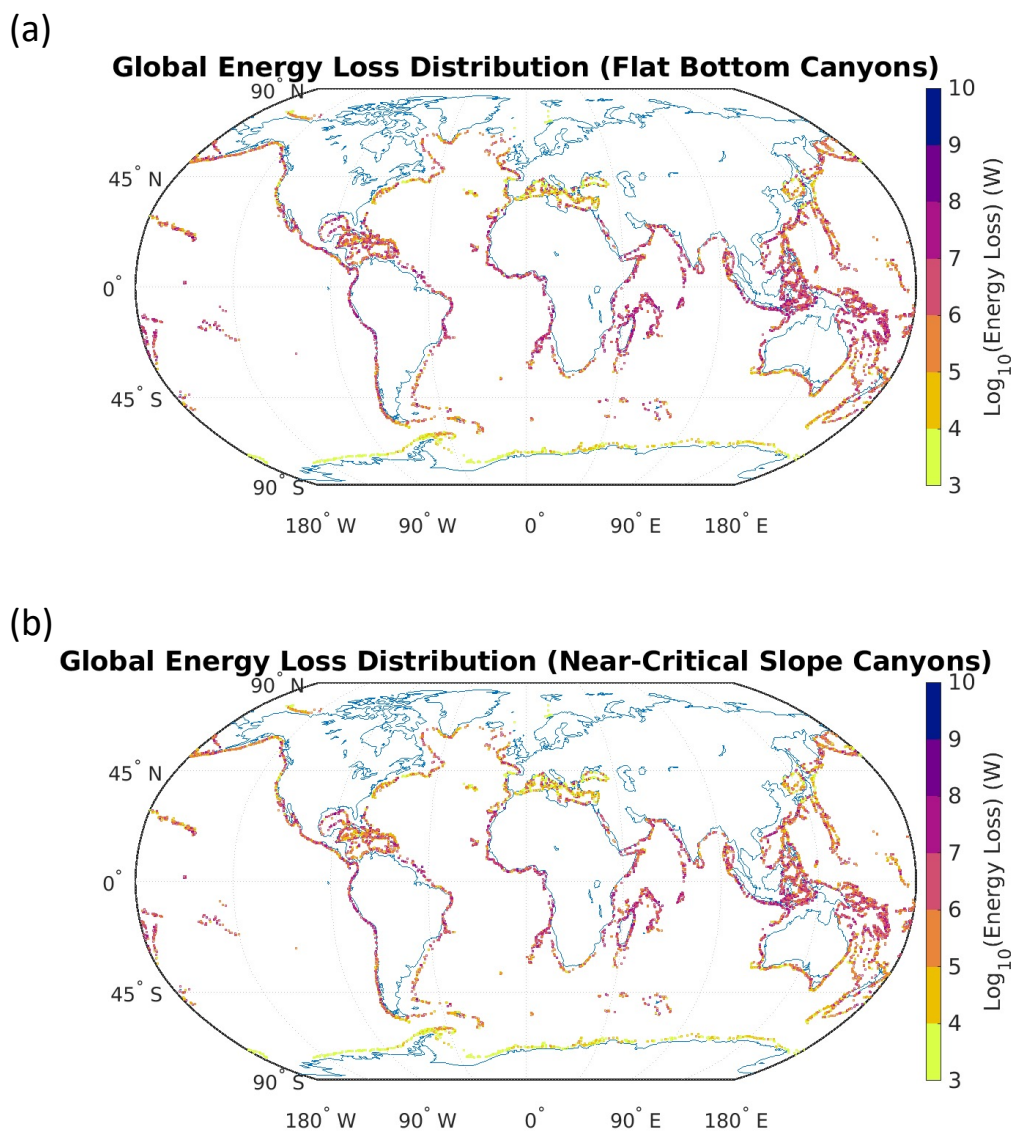 (a)
Global Energy Loss Distribution (Flat Bottom Canyons)
90° N
45° N
0°
45° S
90° S
180° W 90° W 0° 90° E 180° E
10
9
8
7
6
5
4
3
Log10(Energy Loss) (W)
(b)
Global Energy Loss Distribution (Near-Critical Slope Canyons)
90° N
45° N
0°
45° S
90° S
180° W 90° W 0° 90° E 180° E
10
9
8
7
6
5
4
3
Log10(Energy Loss) (W)